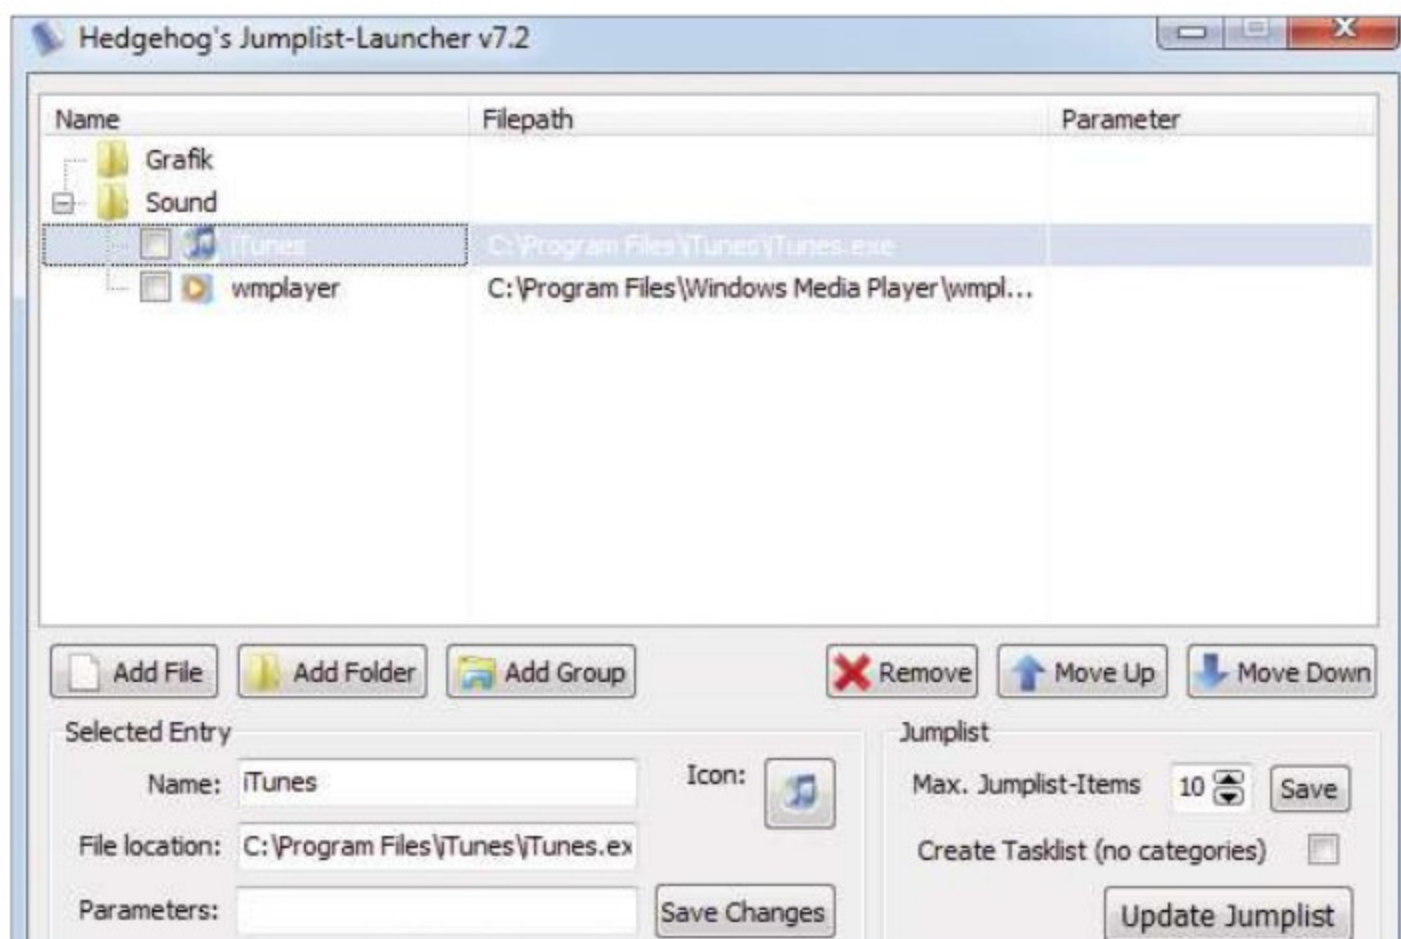 Hedgehog's Jumplist-Launcher v7.2
Name Filepath Parameter
Grafik
Sound
iTunes C:\Program Files\iTunes\iTunes.exe
wmplayer C:\Program Files\Windows Media Player\wmpl...
Add File Add Folder Add Group Remove Move Up Move Down
Selected Entry
Name: iTunes
Icon:
File location: C:\Program Files\iTunes\iTunes.ex
Parameters:
Save Changes
Jumplist
Max. Jumplist-Items 10 Save
Create Tasklist (no categories)
Update Jumplist